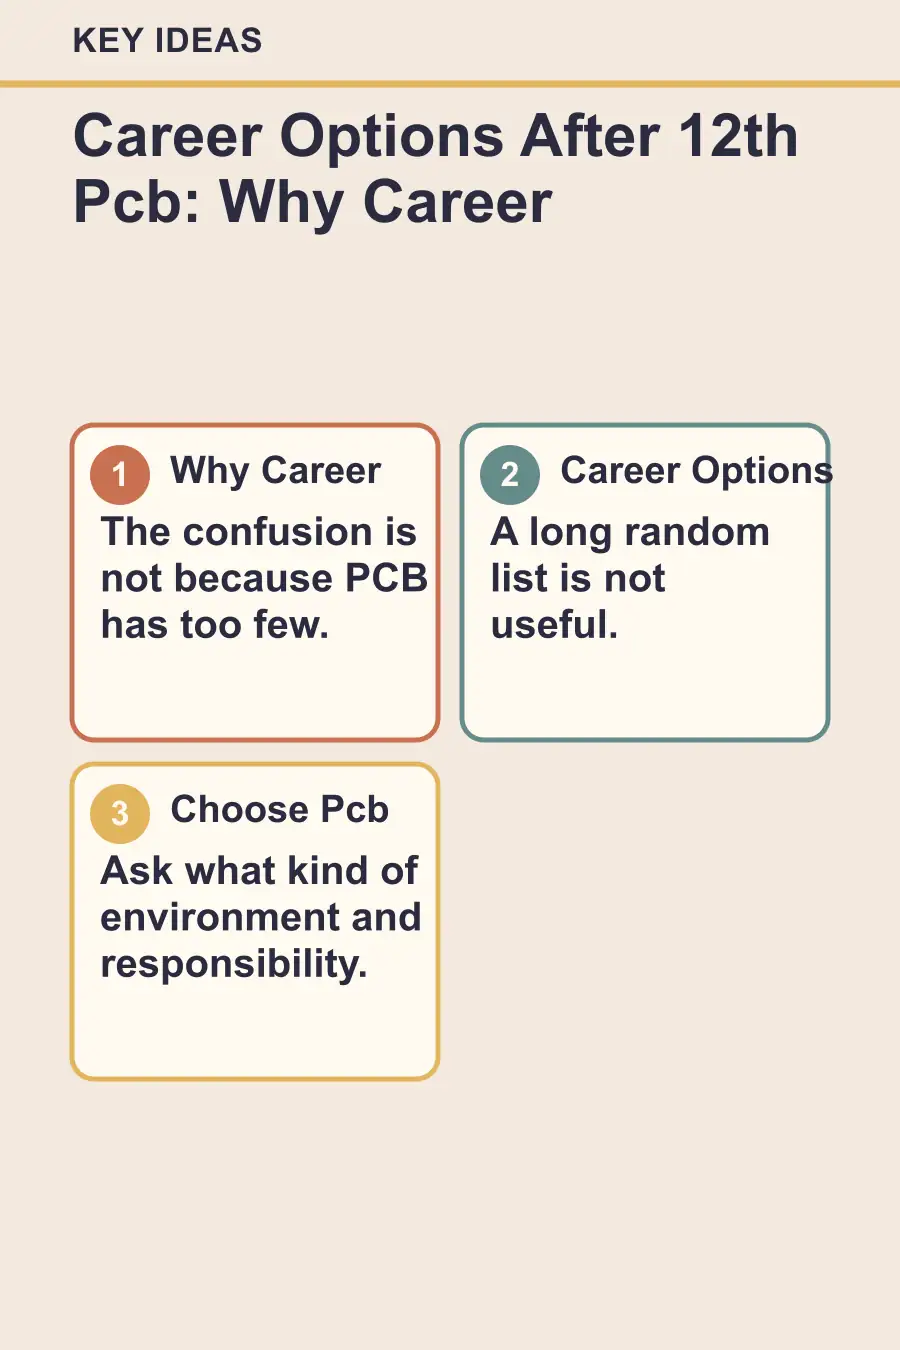 KEY IDEAS
Career Options After 12th
Pcb: Why Career
1 Why Career
The confusion is
not because PCB
has too few.
2 Career Options
A long random
list is not
useful.
3 Choose Pcb
Ask what kind of
environment and
responsibility.